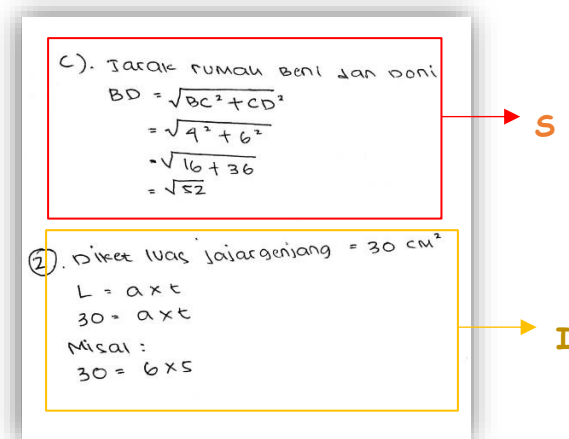 C). Jarak rumah Beni dan Doni
BD = √BC² + CD²
= √4² + 6²
= √16 + 36
= √52
S
2). Diket luas jajargenjang = 30 cm²
L = a x t
30 = a x t
Misal :
30 = 6 x 5
I